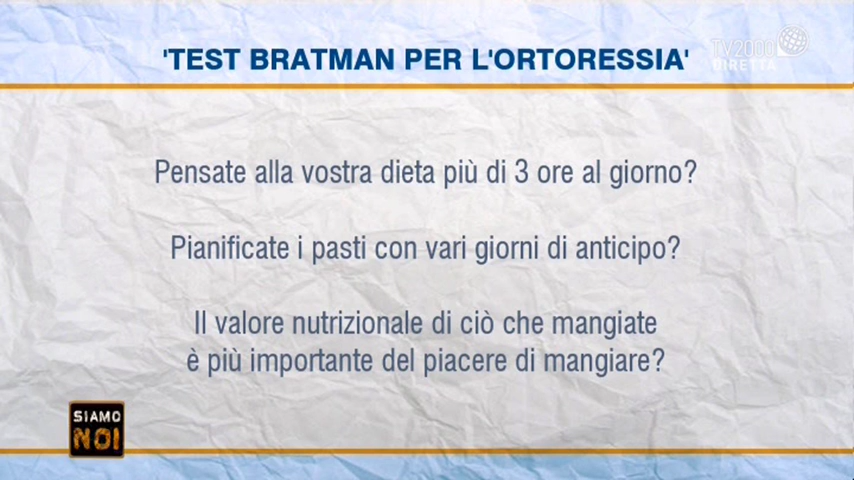 'TEST BRATMAN PER L'ORTORESSIA'
TV2000
DIRETTA
Pensate alla vostra dieta più di 3 ore al giorno?
Pianificate i pasti con vari giorni di anticipo?
Il valore nutrizionale di ciò che mangiate
è più importante del piacere di mangiare?
SIAMO
NOI